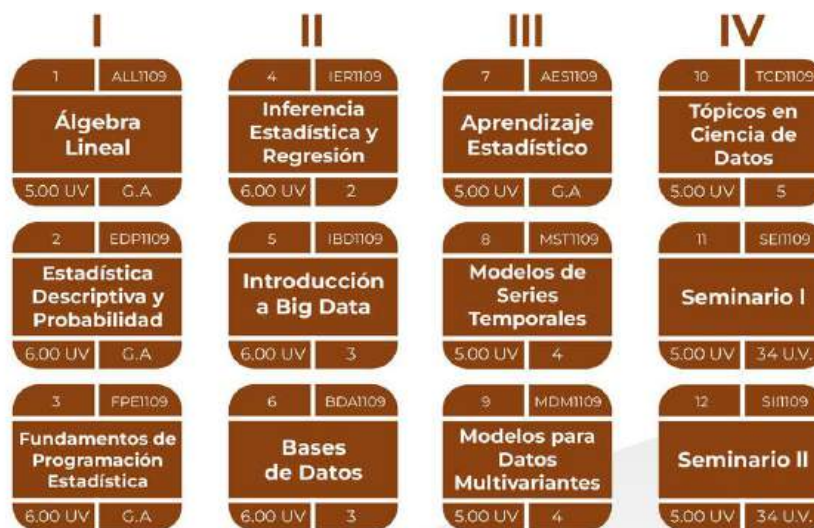 I II III IV
1 ALL1109
Álgebra
Lineal
5.00 UV G.A
4 IER1109
Inferencia
Estadística y
Regresión
6.00 UV 2
7 AES1109
Aprendizaje
Estadístico
5.00 UV G.A
10 TCD1109
Tópicos en
Ciencia de
Datos
5.00 UV 5
2 EDP1109
Estadística
Descriptiva y
Probabilidad
6.00 UV G.A
5 IBD1109
Introducción
a Big Data
6.00 UV 3
8 MST1109
Modelos de
Series
Temporales
5.00 UV 4
11 SEI1109
Seminario I
5.00 UV 34 U.V.
3 FPE1109
Fundamentos de
Programación
Estadística
6.00 UV G.A
6 BDA1109
Bases
de Datos
6.00 UV 3
9 MDM1109
Modelos para
Datos
Multivariantes
5.00 UV 4
12 SII1109
Seminario II
5.00 UV 34 U.V.